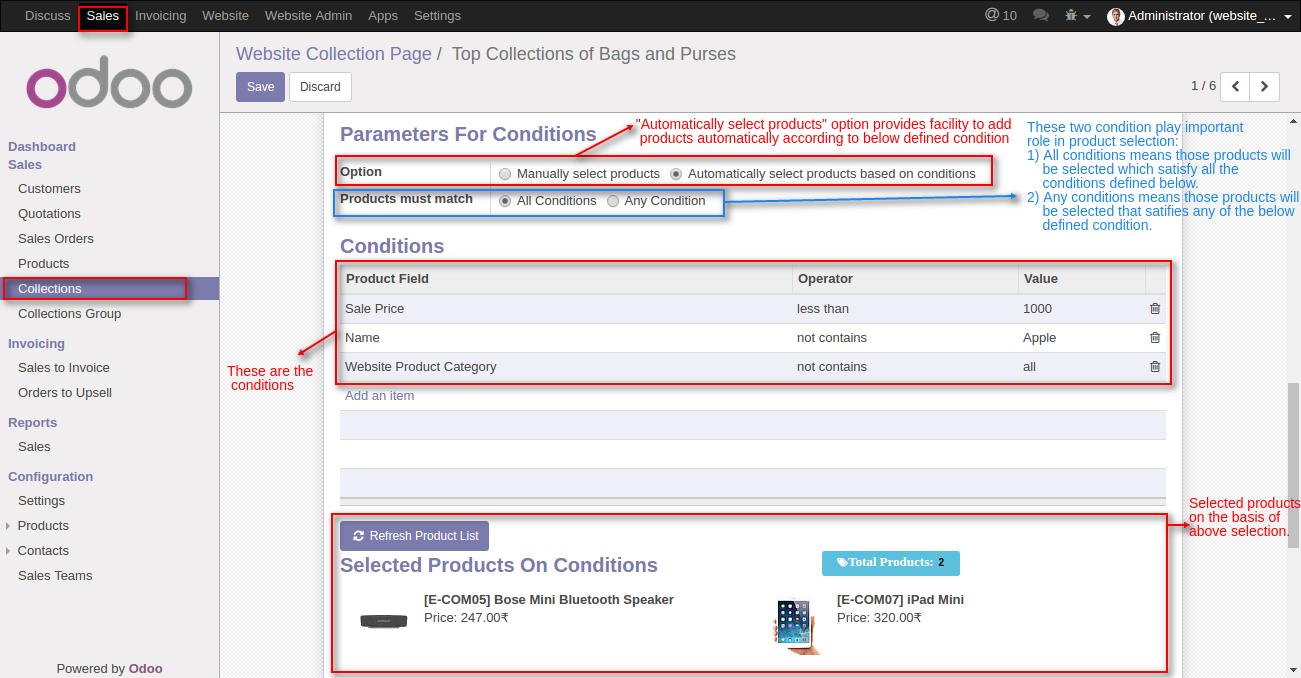 Discuss Sales Invoicing Website Website Admin Apps Settings @ 10 Administrator (website_...
odoo
Website Collection Page / Top Collections of Bags and Purses
Save Discard 1 / 6
Dashboard
Sales
Customers
Quotations
Sales Orders
Products
Collections
Collections Group
Invoicing
Sales to Invoice
Orders to Upsell
Reports
Sales
Configuration
Settings
Products
Contacts
Sales Teams
Powered by Odoo
Parameters For Conditions
"Automatically select products" option provides facility to add
products automatically according to below defined condition
Option Manually select products Automatically select products based on conditions
Products must match All Conditions Any Condition
These two condition play important
role in product selection:
1) All conditions means those products will
be selected which satisfy all the
conditions defined below.
2) Any conditions means those products will
be selected that satifies any of the below
defined condition.
Conditions
Product Field Operator Value
Sale Price less than 1000
Name not contains Apple
Website Product Category not contains all
Add an item
These are the
conditions
Refresh Product List
Selected Products On Conditions
Total Products: 2
[E-COM05] Bose Mini Bluetooth Speaker
Price: 247.00₹
[E-COM07] iPad Mini
Price: 320.00₹
Selected products
on the basis of
above selection.